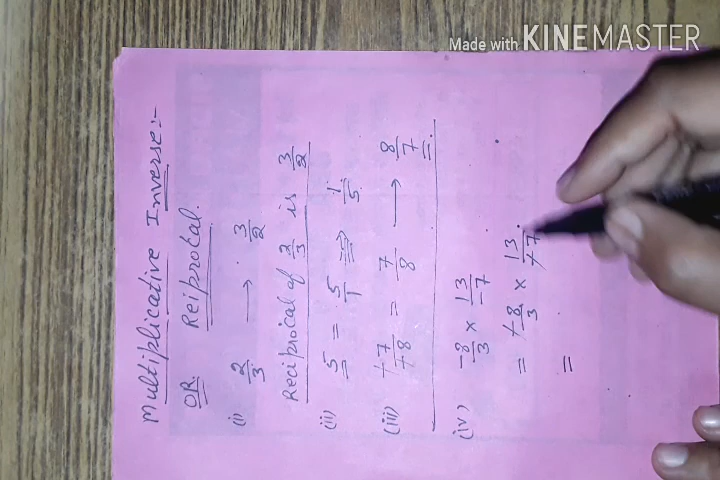 Made with KINEMASTER
Multiplicative Inverse:-
OR Reiprotal.
(i) 2/3 → 3/2
Reciprocal of 2/3 is 3/2
(ii) 5 = 5/1 ⇒ 1/5
(iii) -7/-8 = 7/8 → 8/7
(iv) -8/3 × 13/-7
= -8/3 × 13/-7
=